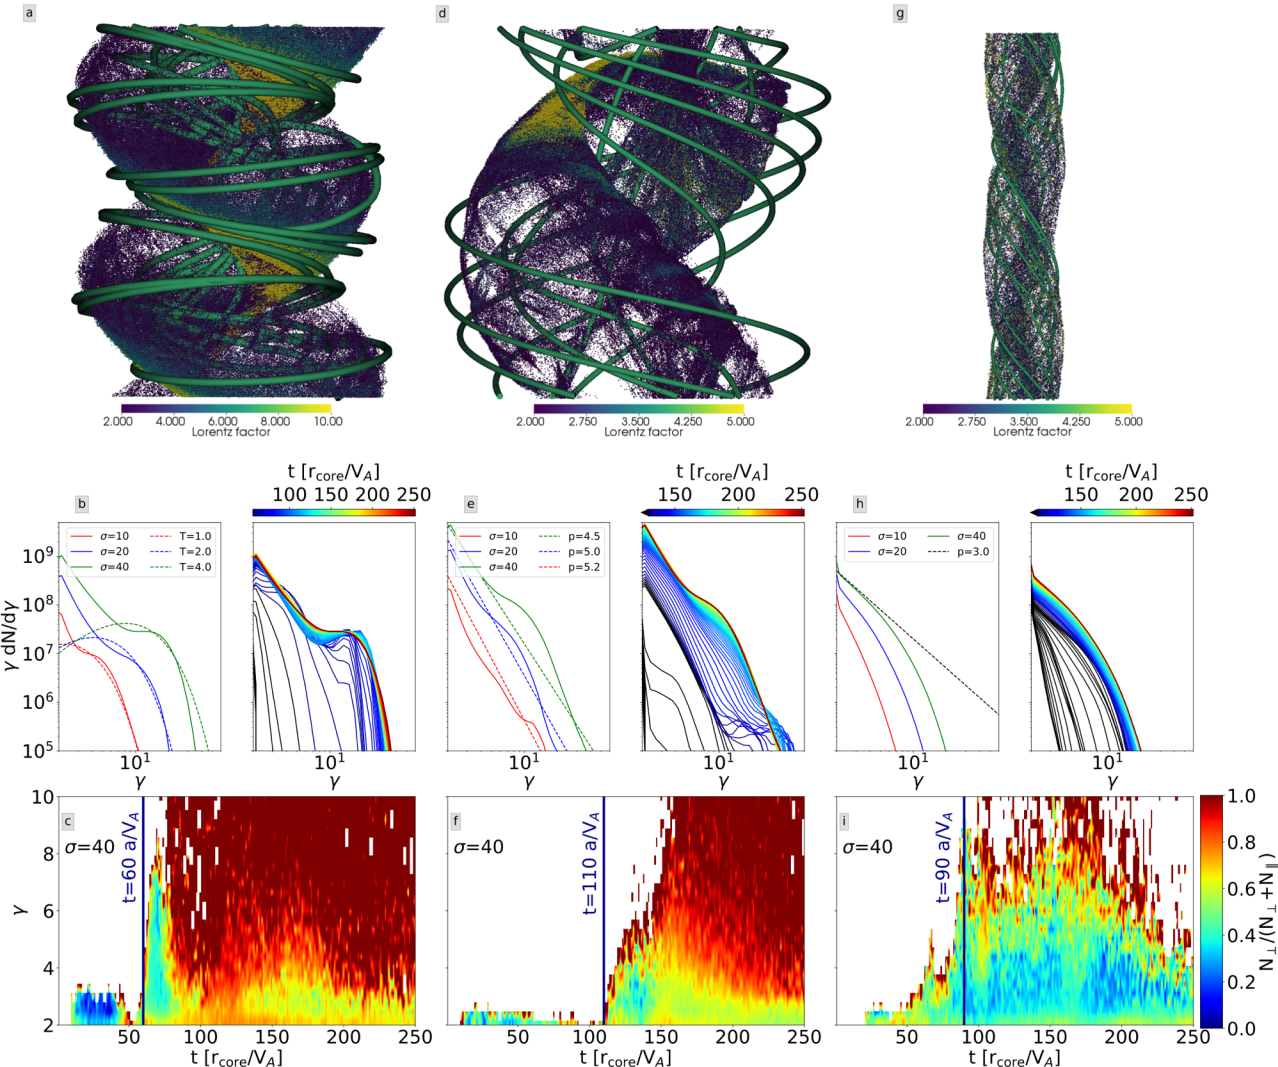 a
d
g
2.000 4.000 6.000 8.000 10.00
Lorentz factor
2.000 2.750 3.500 4.250 5.000
Lorentz factor
2.000 2.750 3.500 4.250 5.000
Lorentz factor
b
t [r_core/V_A]
100 150 200 250
e
t [r_core/V_A]
150 200 250
h
t [r_core/V_A]
150 200 250
γ dN/dγ
10^9
10^8
10^7
10^6
10^5
σ=10 T=1.0
σ=20 T=2.0
σ=40 T=4.0
σ=10 p=4.5
σ=20 p=5.0
σ=40 p=5.2
σ=10 σ=40
σ=20 p=3.0
10^1 10^1 10^1 10^1 10^1 10^1
γ γ γ γ γ γ
γ
10
8
6
4
2
c
σ=40
t=60 a/V_A
50 100 150 200 250
t [r_core/V_A]
f
σ=40
t=110 a/V_A
50 100 150 200 250
t [r_core/V_A]
i
σ=40
t=90 a/V_A
50 100 150 200 250
t [r_core/V_A]
1.0
0.8
0.6
0.4
0.2
0.0
N⊥/(N⊥+N∥)